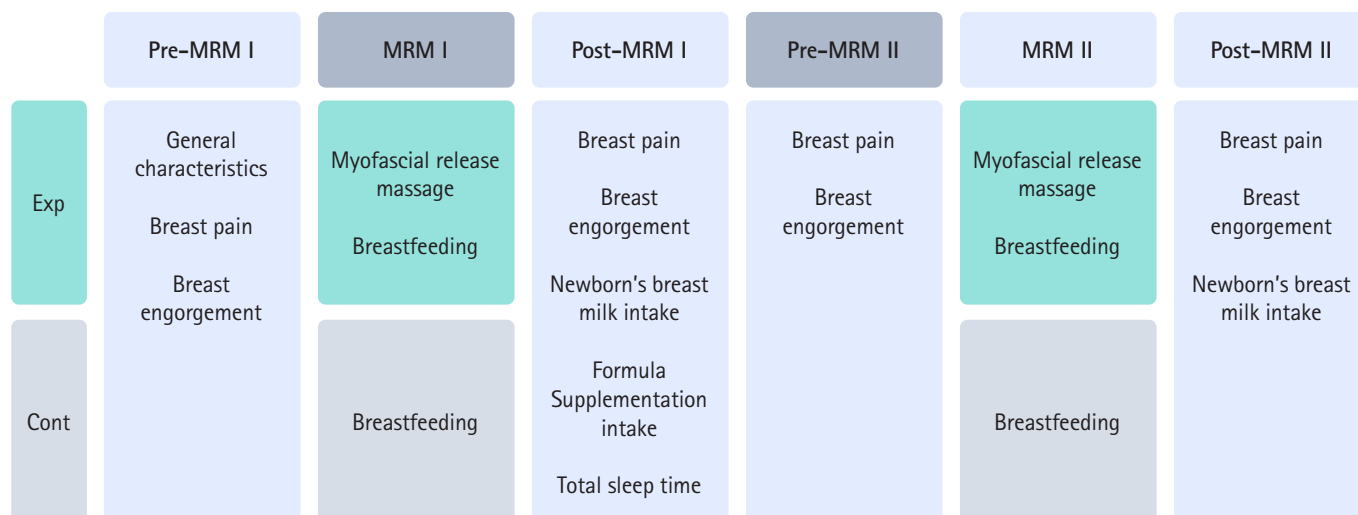 Pre-MRM I
MRM I
Post-MRM I
Pre-MRM II
MRM II
Post-MRM II
Exp
General
characteristics
Breast pain
Breast
engorgement
Myofascial release
massage
Breastfeeding
Breast pain
Breast
engorgement
Newborn's breast
milk intake
Formula
Supplementation
intake
Total sleep time
Breast pain
Breast
engorgement
Myofascial release
massage
Breastfeeding
Breast pain
Breast
engorgement
Newborn's breast
milk intake
Cont
Breastfeeding
Breastfeeding